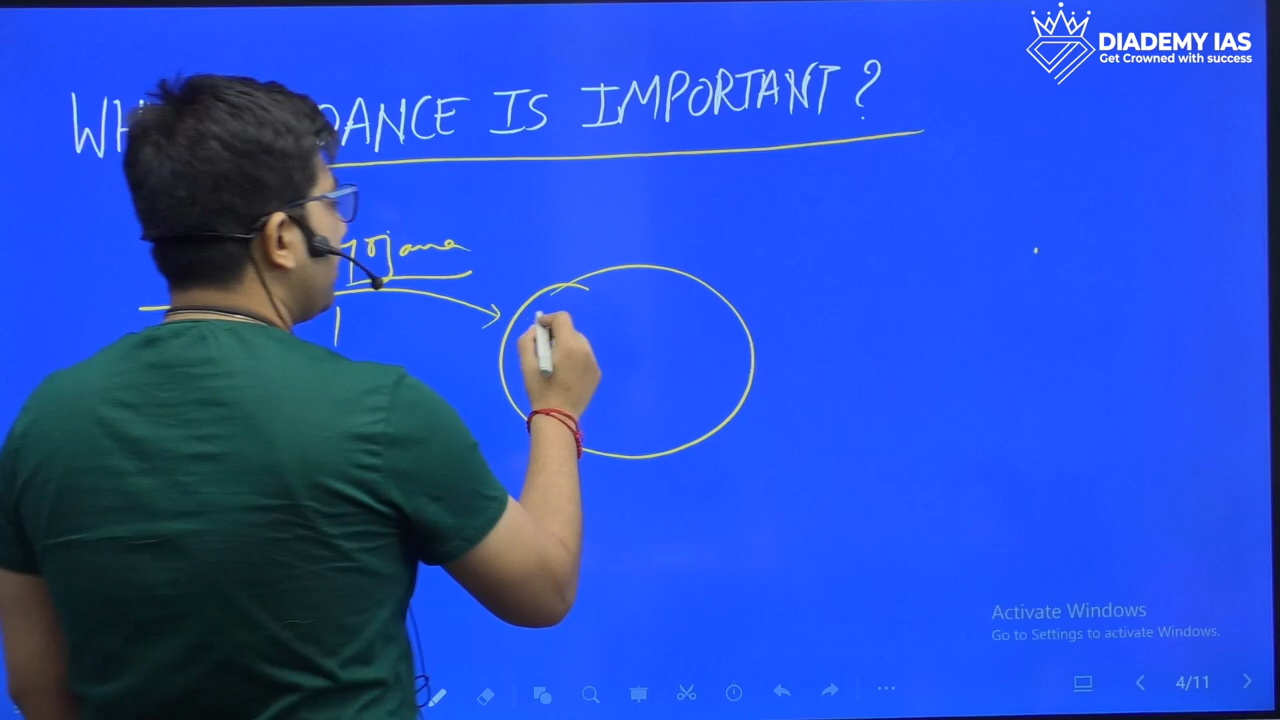 DIADEMY IAS
Get Crowned with success
WH DANCE IS IMPORTANT ?
yojana
Activate Windows
Go to Settings to activate Windows.
4/11